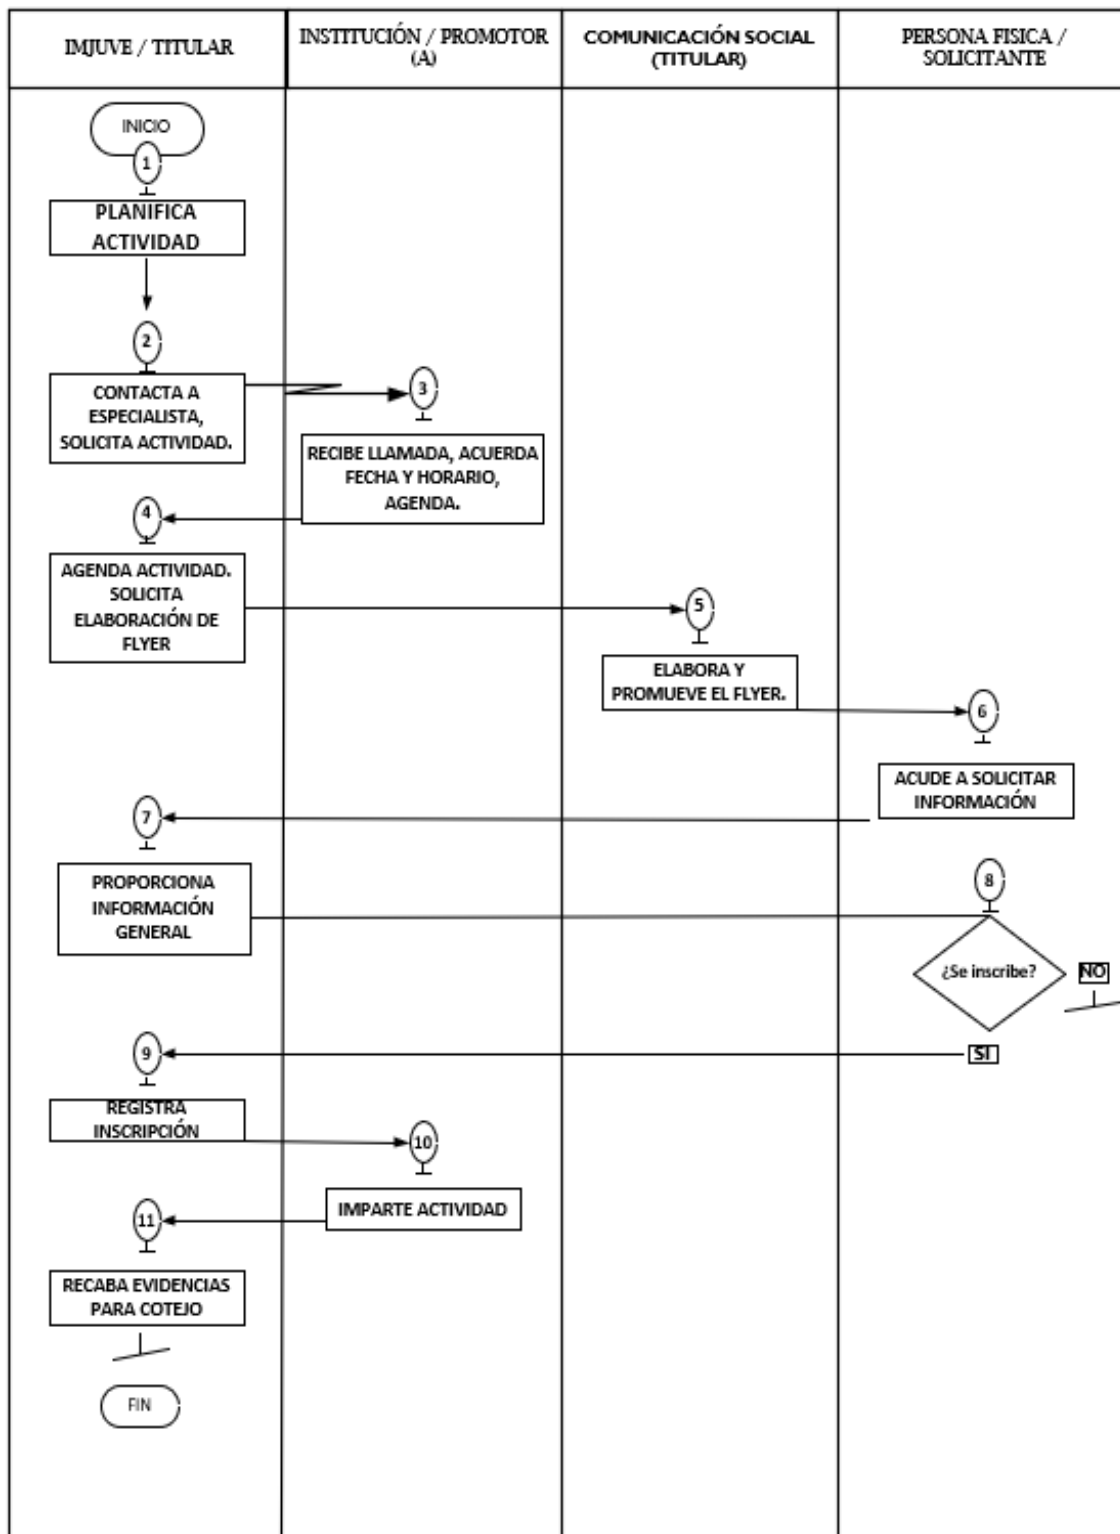 IMJUVE / TITULAR
INSTITUCIÓN / PROMOTOR
(A)
COMUNICACIÓN SOCIAL
(TITULAR)
PERSONA FISICA /
SOLICITANTE
INICIO
1
PLANIFICA
ACTIVIDAD
2
CONTACTA A
ESPECIALISTA,
SOLICITA ACTIVIDAD.
3
RECIBE LLAMADA, ACUERDA
FECHA Y HORARIO,
AGENDA.
4
AGENDA ACTIVIDAD.
SOLICITA
ELABORACIÓN DE
FLYER
5
ELABORA Y
PROMUEVE EL FLYER.
6
ACUDE A SOLICITAR
INFORMACIÓN
7
PROPORCIONA
INFORMACIÓN
GENERAL
8
¿Se inscribe?
NO
SI
9
REGISTRA
INSCRIPCIÓN
10
IMPARTE ACTIVIDAD
11
RECABA EVIDENCIAS
PARA COTEJO
FIN